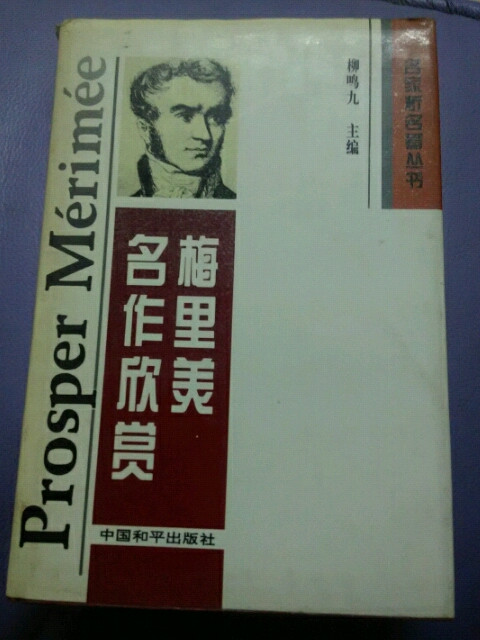 Prosper Mérimée
柳鸣九 主编
名家析名著丛书
梅里美
名作欣赏
中国和平出版社